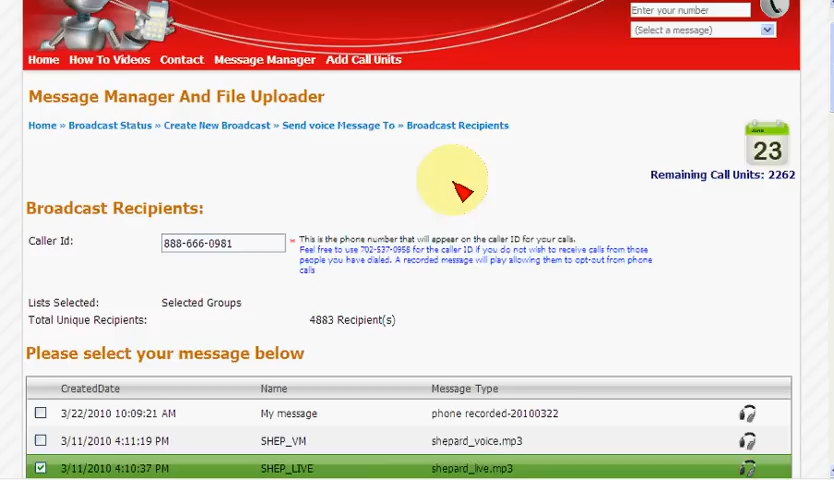 Enter your number
(Select a message)
Home How To Videos Contact Message Manager Add Call Units
Message Manager And File Uploader
Home » Broadcast Status » Create New Broadcast » Send voice Message To » Broadcast Recipients
23
Remaining Call Units: 2262
Broadcast Recipients:
Caller Id: 888-666-0981 * This is the phone number that will appear on the caller ID for your calls.
Feel free to use 702-537-0958 for the caller ID if you do not wish to receive calls from those
people you have dialed. A recorded message will play allowing them to opt-out from phone
calls
Lists Selected: Selected Groups
Total Unique Recipients: 4883 Recipient(s)
Please select your message below
CreatedDate Name Message Type
3/22/2010 10:09:21 AM My message phone recorded-20100322
3/11/2010 4:11:19 PM SHEP_VM shepard_voice.mp3
3/11/2010 4:10:37 PM SHEP_LIVE shepard_live.mp3